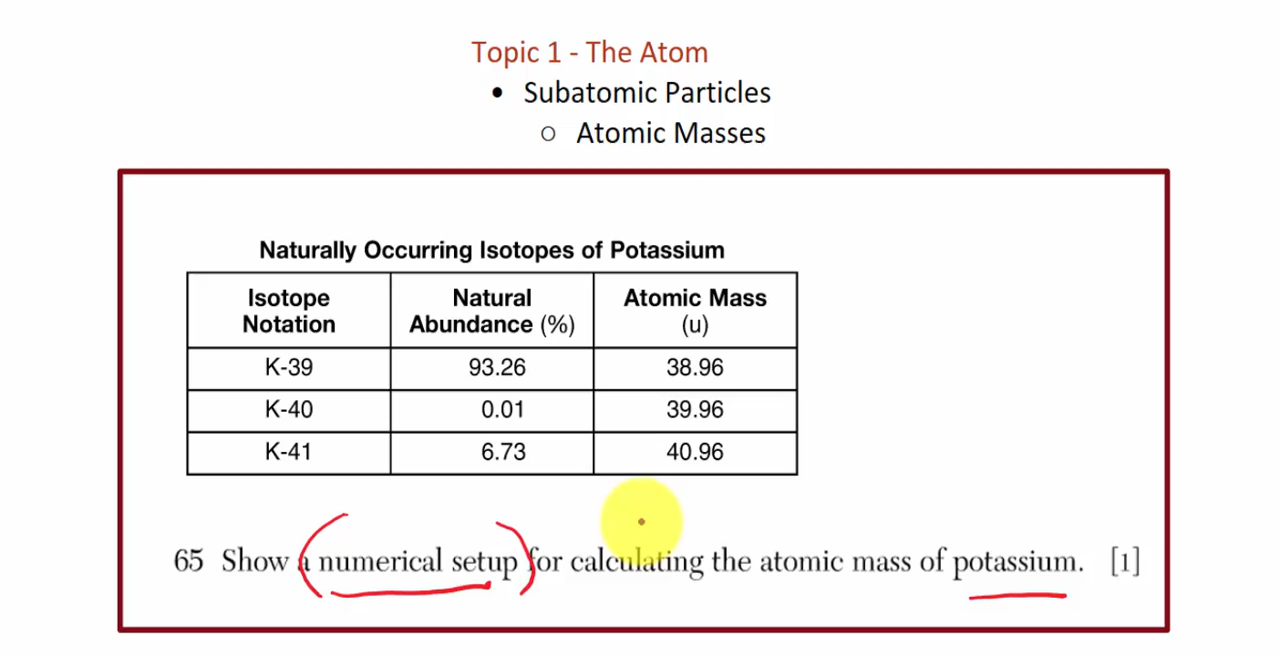 Topic 1 - The Atom
• Subatomic Particles
○ Atomic Masses
Naturally Occurring Isotopes of Potassium
Isotope Notation Natural Abundance (%) Atomic Mass (u)
K-39 93.26 38.96
K-40 0.01 39.96
K-41 6.73 40.96
65 Show a numerical setup for calculating the atomic mass of potassium. [1]